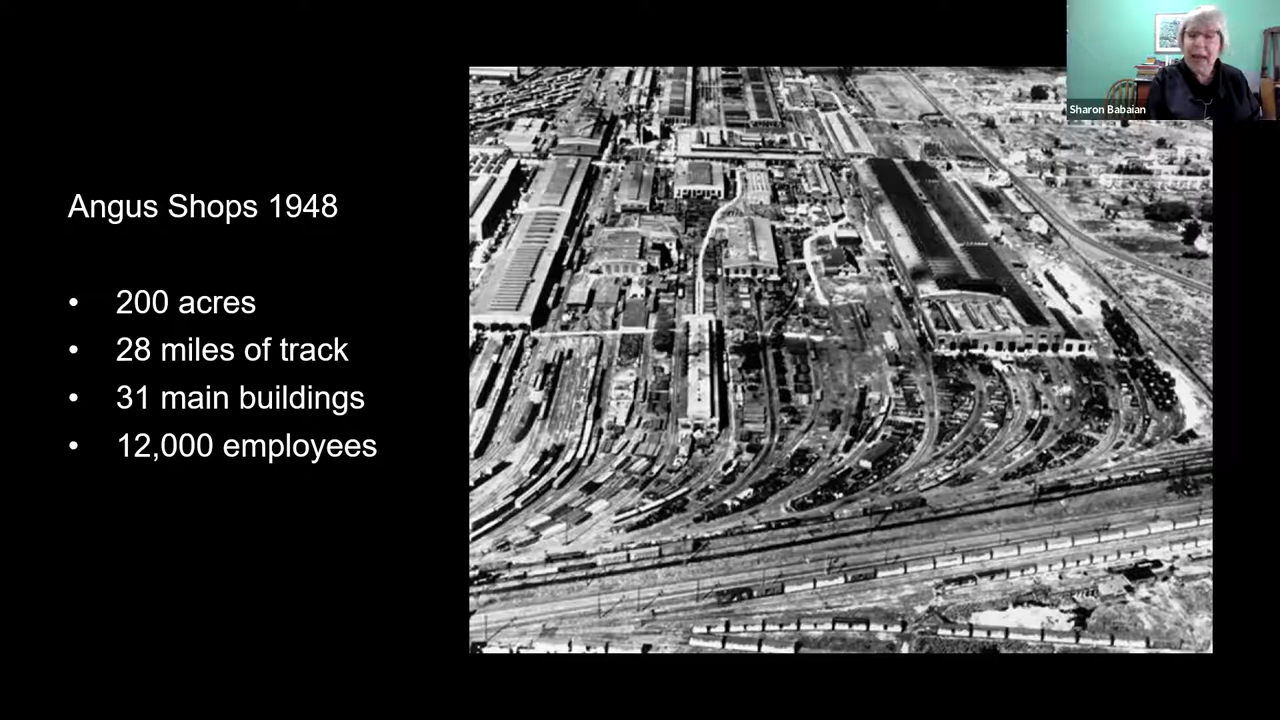 Sharon Babaian
Angus Shops 1948
• 200 acres
• 28 miles of track
• 31 main buildings
• 12,000 employees